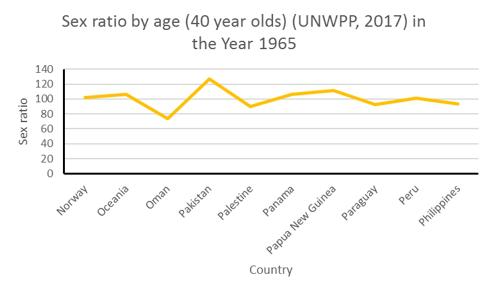 Sex ratio by age (40 year olds) (UNWPP, 2017) in
the Year 1965
140
120
100
80
60
40
20
0
Sex ratio
Norway
Oceania
Oman
Pakistan
Palestine
Panama
Papua New Guinea
Paraguay
Peru
Philippines
Country